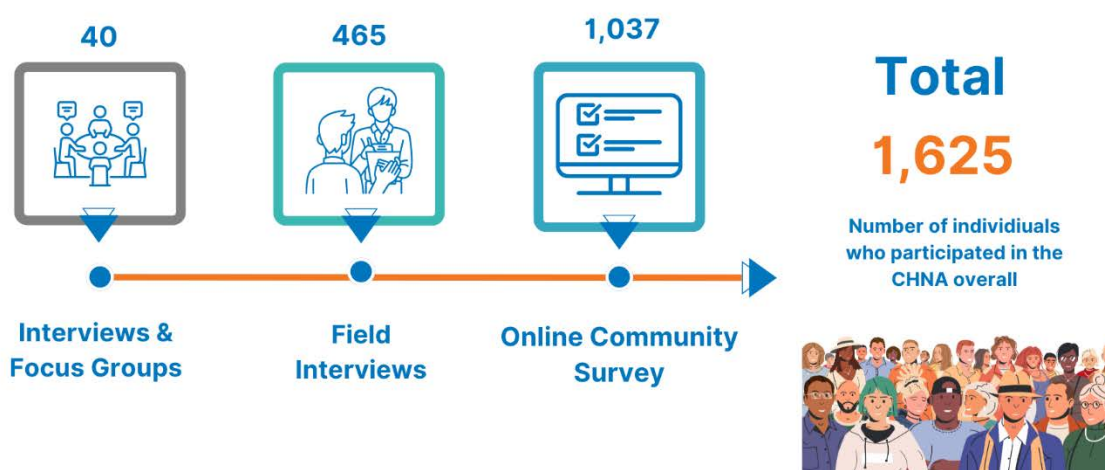 40
465
1,037
Interviews &
Focus Groups
Field
Interviews
Online Community
Survey
Total
1,625
Number of individiuals
who participated in the
CHNA overall